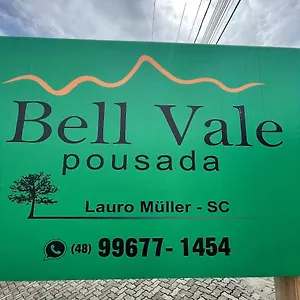 Bell Vale
pousada
Lauro Müller - SC
(48) 99677-1454